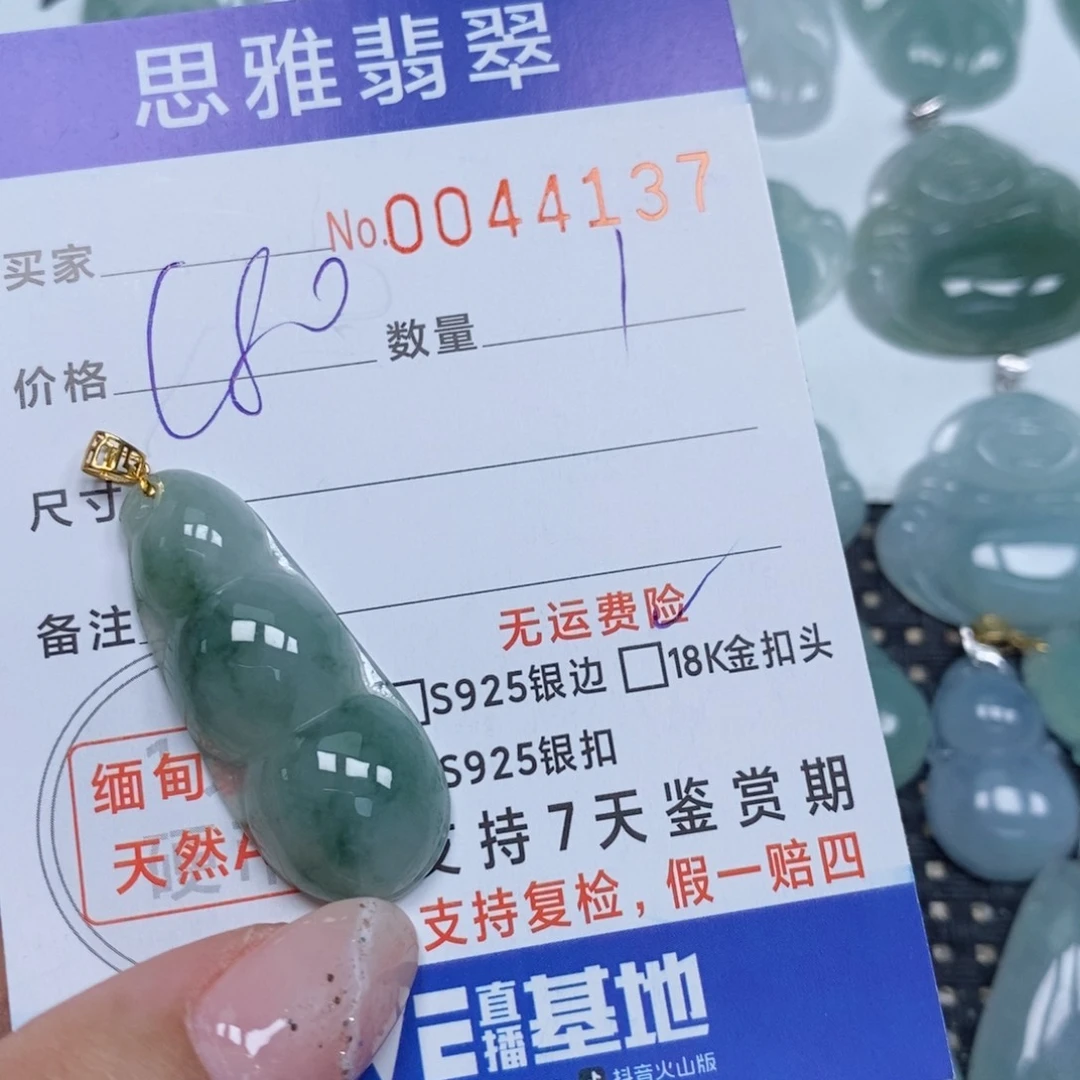 思雅翡翠
No.0044137
买家
价格 680 数量 1
尺寸
备注
无运费险
S925银边 18K金扣头
S925银扣
缅甸
天然A
支持7天鉴赏期
支持复检，假一赔四
直播基地
抖音火山版